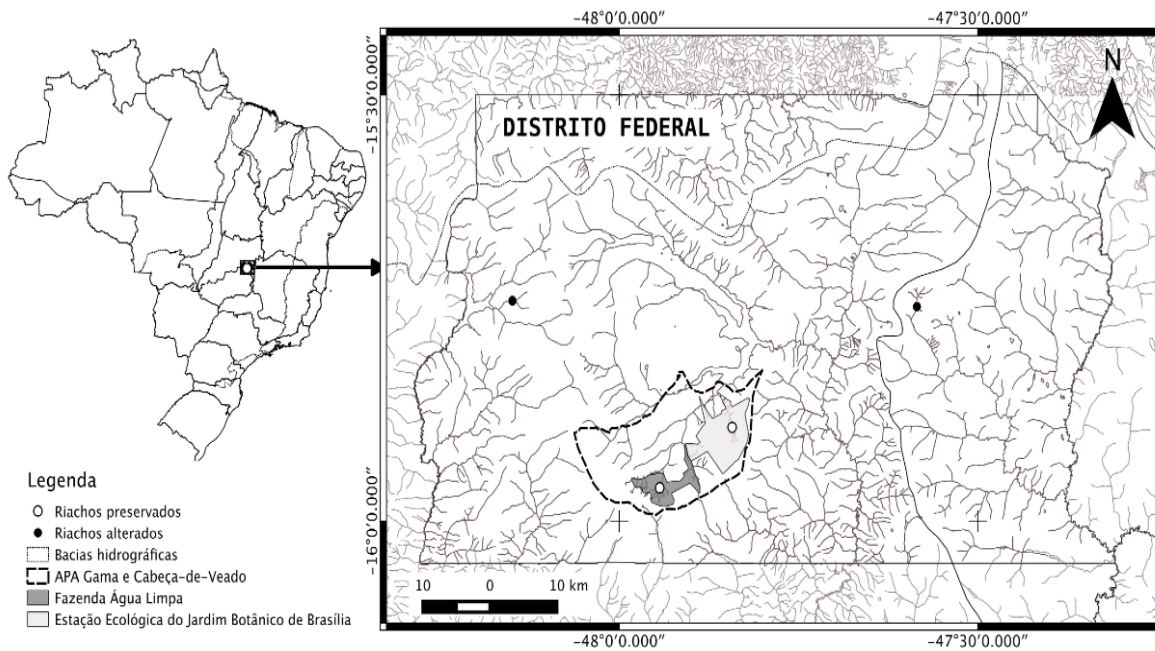 -48°0′0.000″
-47°30′0.000″
-15°30′0.000″
N
DISTRITO FEDERAL
Legenda
Riachos preservados
Riachos alterados
Bacias hidrográficas
APA Gama e Cabeça-de-Veado
Fazenda Água Limpa
Estação Ecológica do Jardim Botânico de Brasília
-16°0′0.000″
10
0
10 km
-48°0′0.000″
-47°30′0.000″